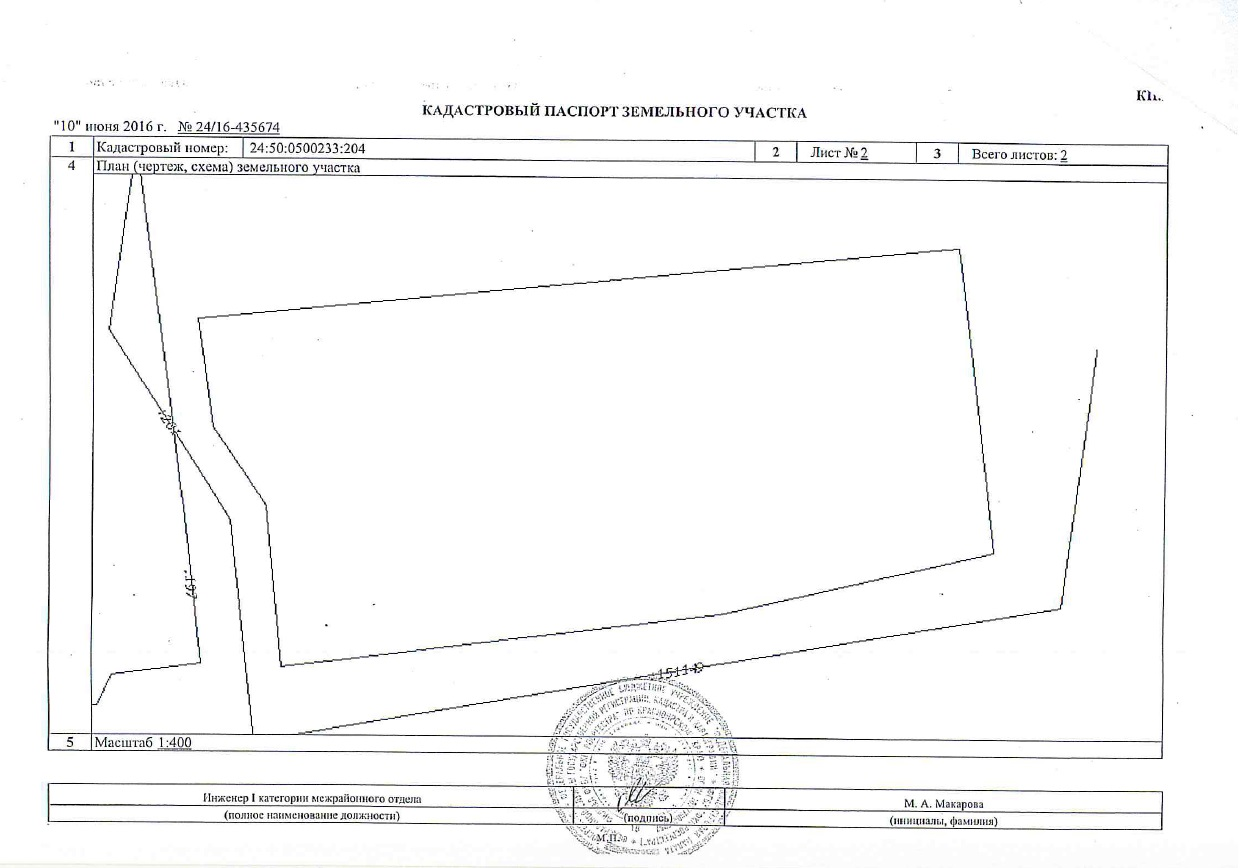 КАДАСТРОВЫЙ ПАСПОРТ ЗЕМЕЛЬНОГО УЧАСТКА
"10" июня 2016 г. № 24/16-435674
1 Кадастровый номер: 24:50:0500233:204 2 Лист № 2 3 Всего листов: 2
4 План (чертеж, схема) земельного участка
:197
:151149
5 Масштаб 1:400
Инженер I категории межрайонного отдела М. А. Макарова
(полное наименование должности) (подпись) (инициалы, фамилия)
М.П.